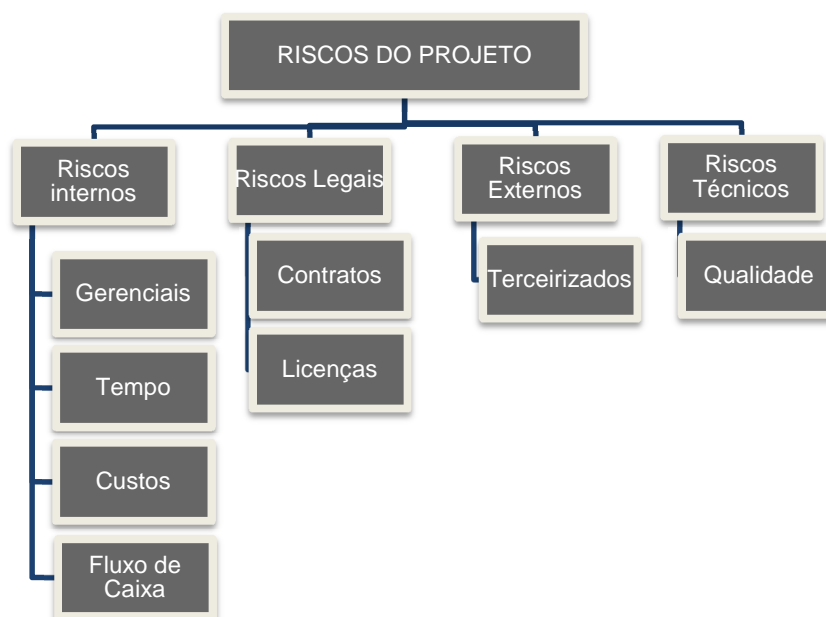 RISCOS DO PROJETO
Riscos
internos
Riscos Legais
Riscos
Externos
Riscos
Técnicos
Gerenciais
Tempo
Custos
Fluxo de
Caixa
Contratos
Licenças
Terceirizados
Qualidade